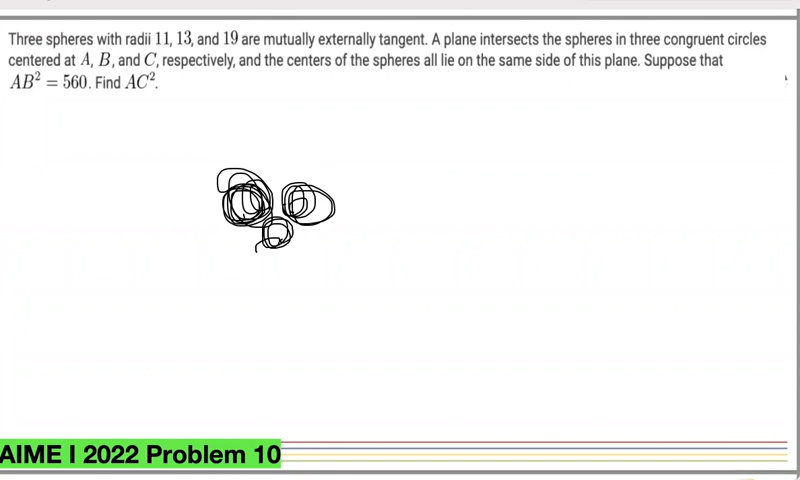 Three spheres with radii 11, 13, and 19 are mutually externally tangent. A plane intersects the spheres in three congruent circles
centered at A, B, and C, respectively, and the centers of the spheres all lie on the same side of this plane. Suppose that
AB² = 560. Find AC².
AIME I 2022 Problem 10